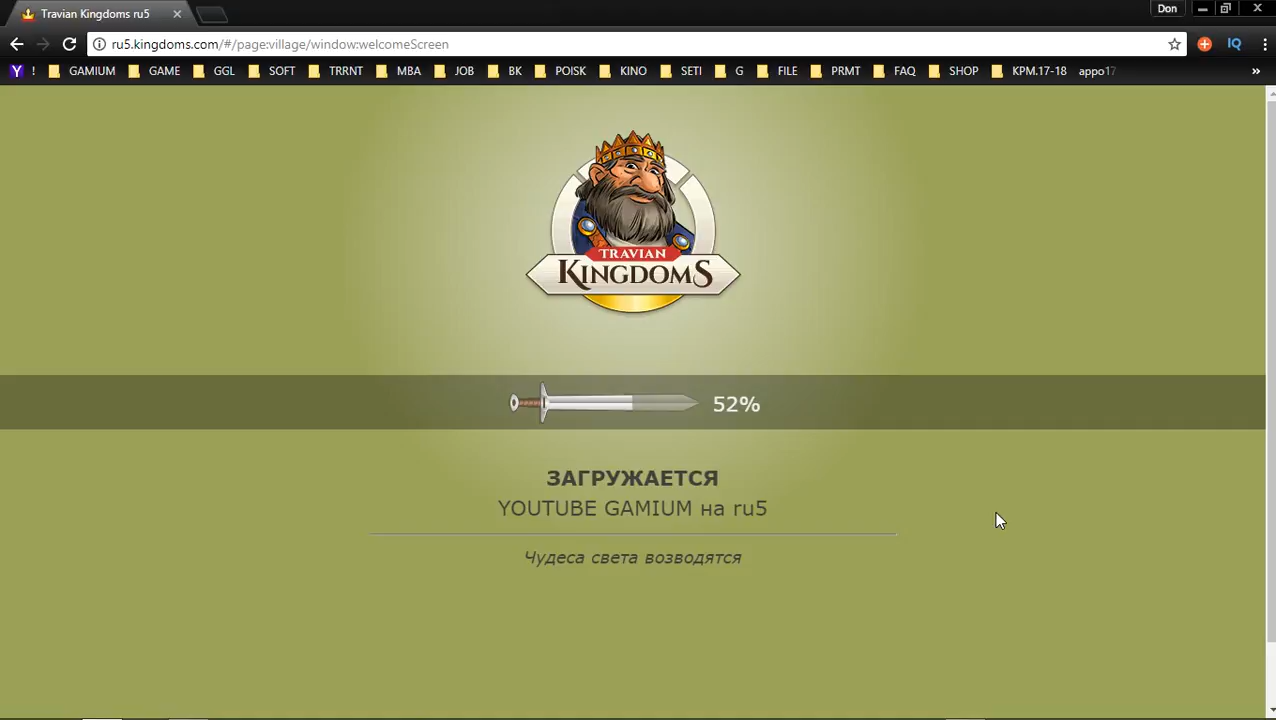 Travian Kingdoms ru5
Don
ru5.kingdoms.com/#/page:village/window:welcomeScreen
IQ
Y ! GAMIUM GAME GGL SOFT TRRNT MBA JOB BK POISK KINO SETI G FILE PRMT FAQ SHOP KPM.17-18 appo17
TRAVIAN
KINGDOMS
52%
ЗАГРУЖАЕТСЯ
YOUTUBE GAMIUM на ru5
Чудеса света возводятся